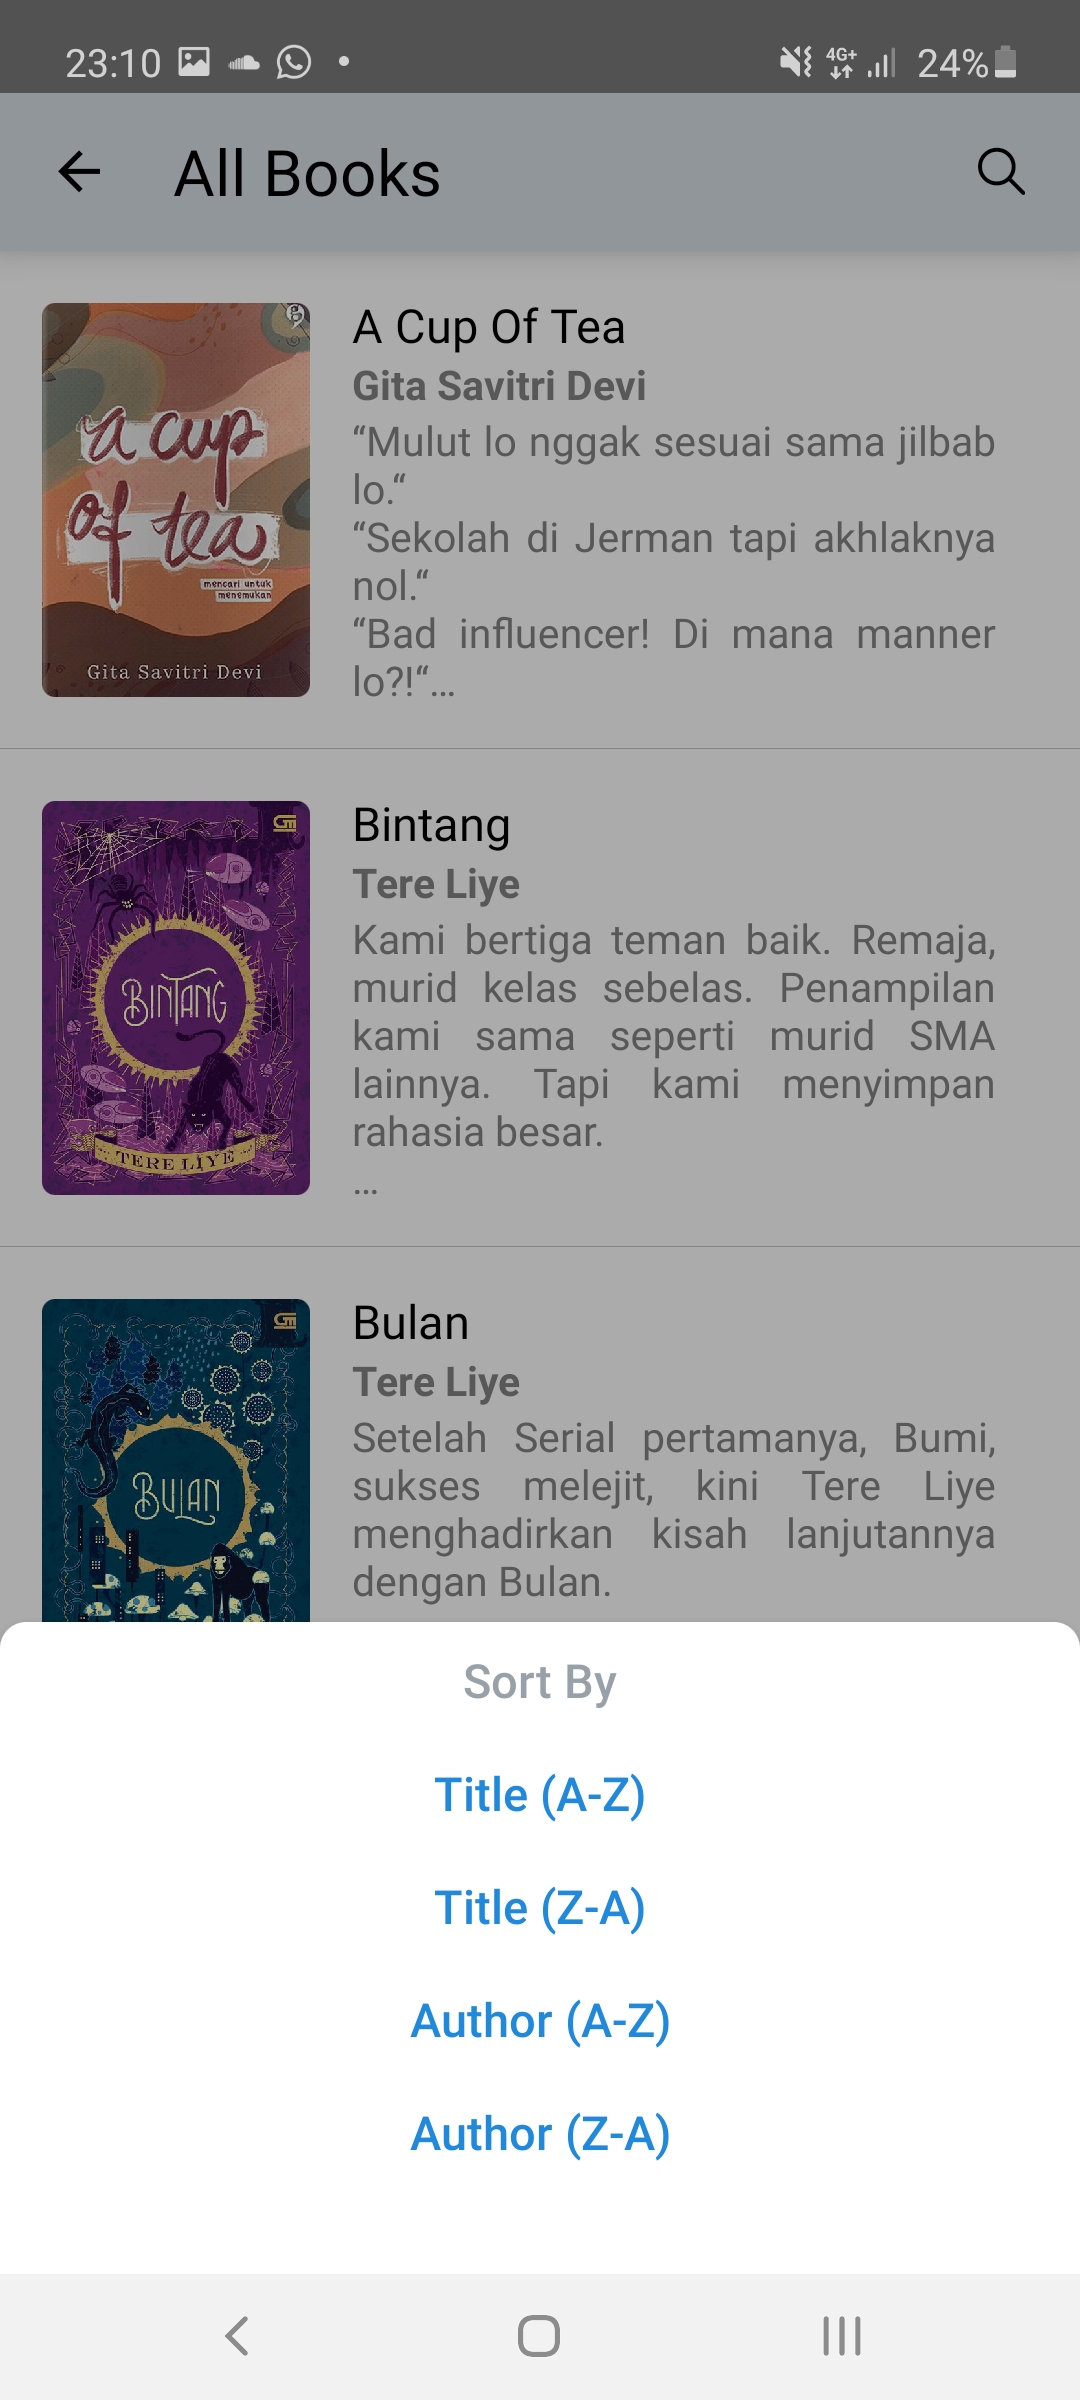 23:10
4G+
24%
All Books
a cup
of tea
mencari untuk
menemukan
Gita Savitri Devi
A Cup Of Tea
Gita Savitri Devi
“Mulut lo nggak sesuai sama jilbab
lo.“
“Sekolah di Jerman tapi akhlaknya
nol.“
“Bad influencer! Di mana manner
lo?!“…
BINTANG
TERE LIYE
Bintang
Tere Liye
Kami bertiga teman baik. Remaja,
murid kelas sebelas. Penampilan
kami sama seperti murid SMA
lainnya. Tapi kami menyimpan
rahasia besar.
…
BULAN
Bulan
Tere Liye
Setelah Serial pertamanya, Bumi,
sukses melejit, kini Tere Liye
menghadirkan kisah lanjutannya
dengan Bulan.
Sort By
Title (A-Z)
Title (Z-A)
Author (A-Z)
Author (Z-A)